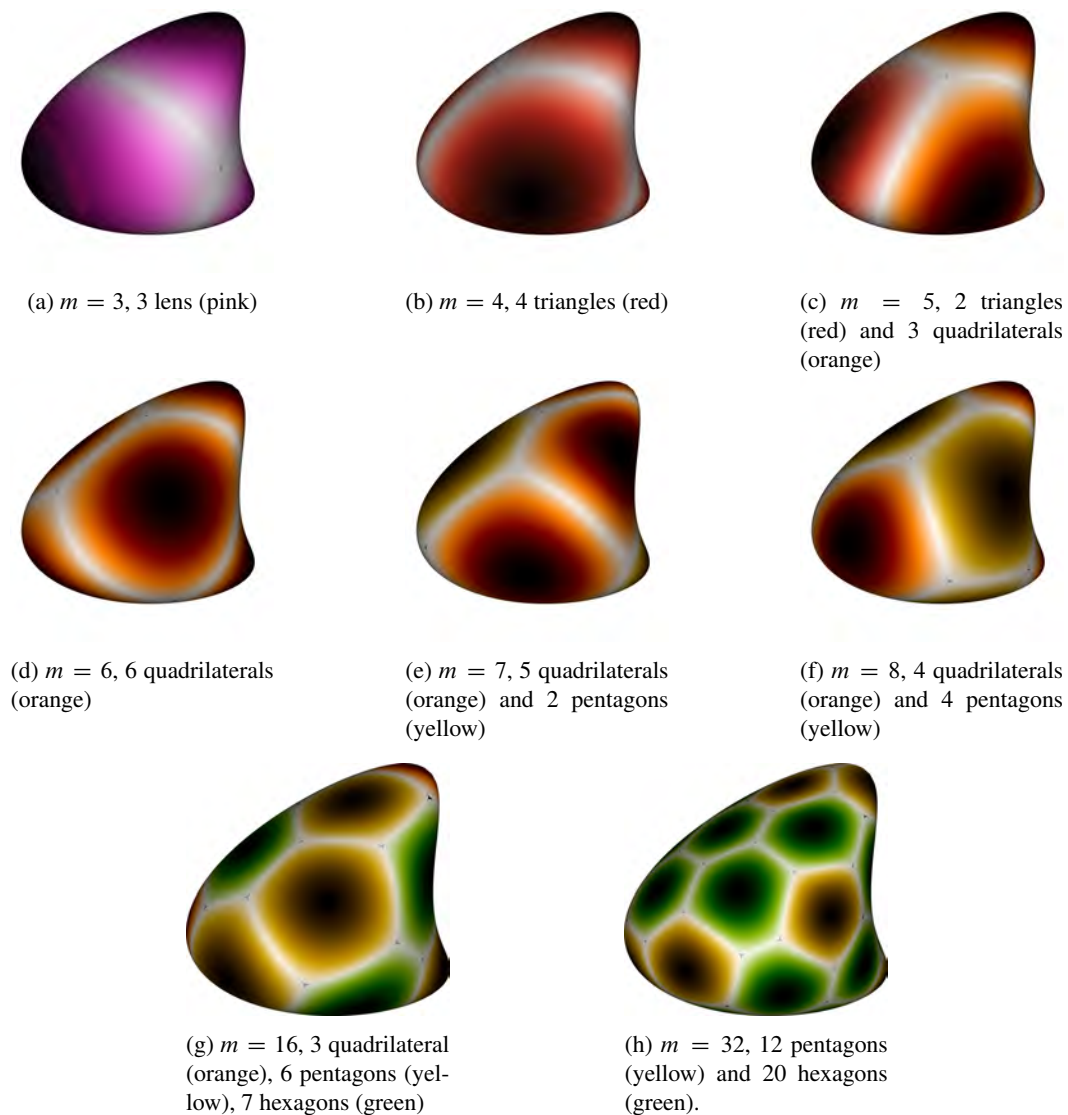 (a) m = 3, 3 lens (pink)
(b) m = 4, 4 triangles (red)
(c) m = 5, 2 triangles
(red) and 3 quadrilaterals
(orange)
(d) m = 6, 6 quadrilaterals
(orange)
(e) m = 7, 5 quadrilaterals
(orange) and 2 pentagons
(yellow)
(f) m = 8, 4 quadrilaterals
(orange) and 4 pentagons
(yellow)
(g) m = 16, 3 quadrilateral
(orange), 6 pentagons (yel-
low), 7 hexagons (green)
(h) m = 32, 12 pentagons
(yellow) and 20 hexagons
(green).